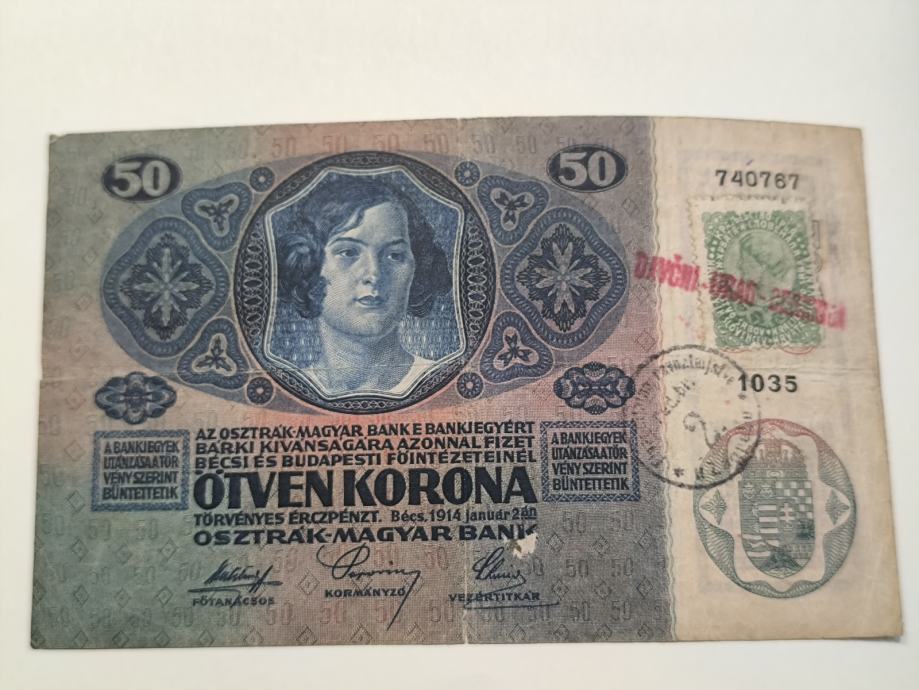 50
50
740767
1035
AZ OSZTRÁK-MAGYAR BANK E BANKJEGYÉRT
BÁRKI KIVÁNSÁGÁRA AZONNAL FIZET
BÉCSI ÉS BUDAPESTI FŐINTÉZETEINÉL
ÖTVEN KORONA
TÖRVÉNYES ÉRCZPÉNZT. Bécs, 1914 január 2án
OSZTRÁK-MAGYAR BANK
A BANKJEGYEK
UTÁNZÁSA A TÖR
VÉNY SZERINT
BÜNTETTETIK
A BANKJEGYEK
UTÁNZÁSA A TÖR
VÉNY SZERINT
BÜNTETTETIK
FŐTANÁCSOS
KORMÁNYZÓ
VEZÉRTITKÁR